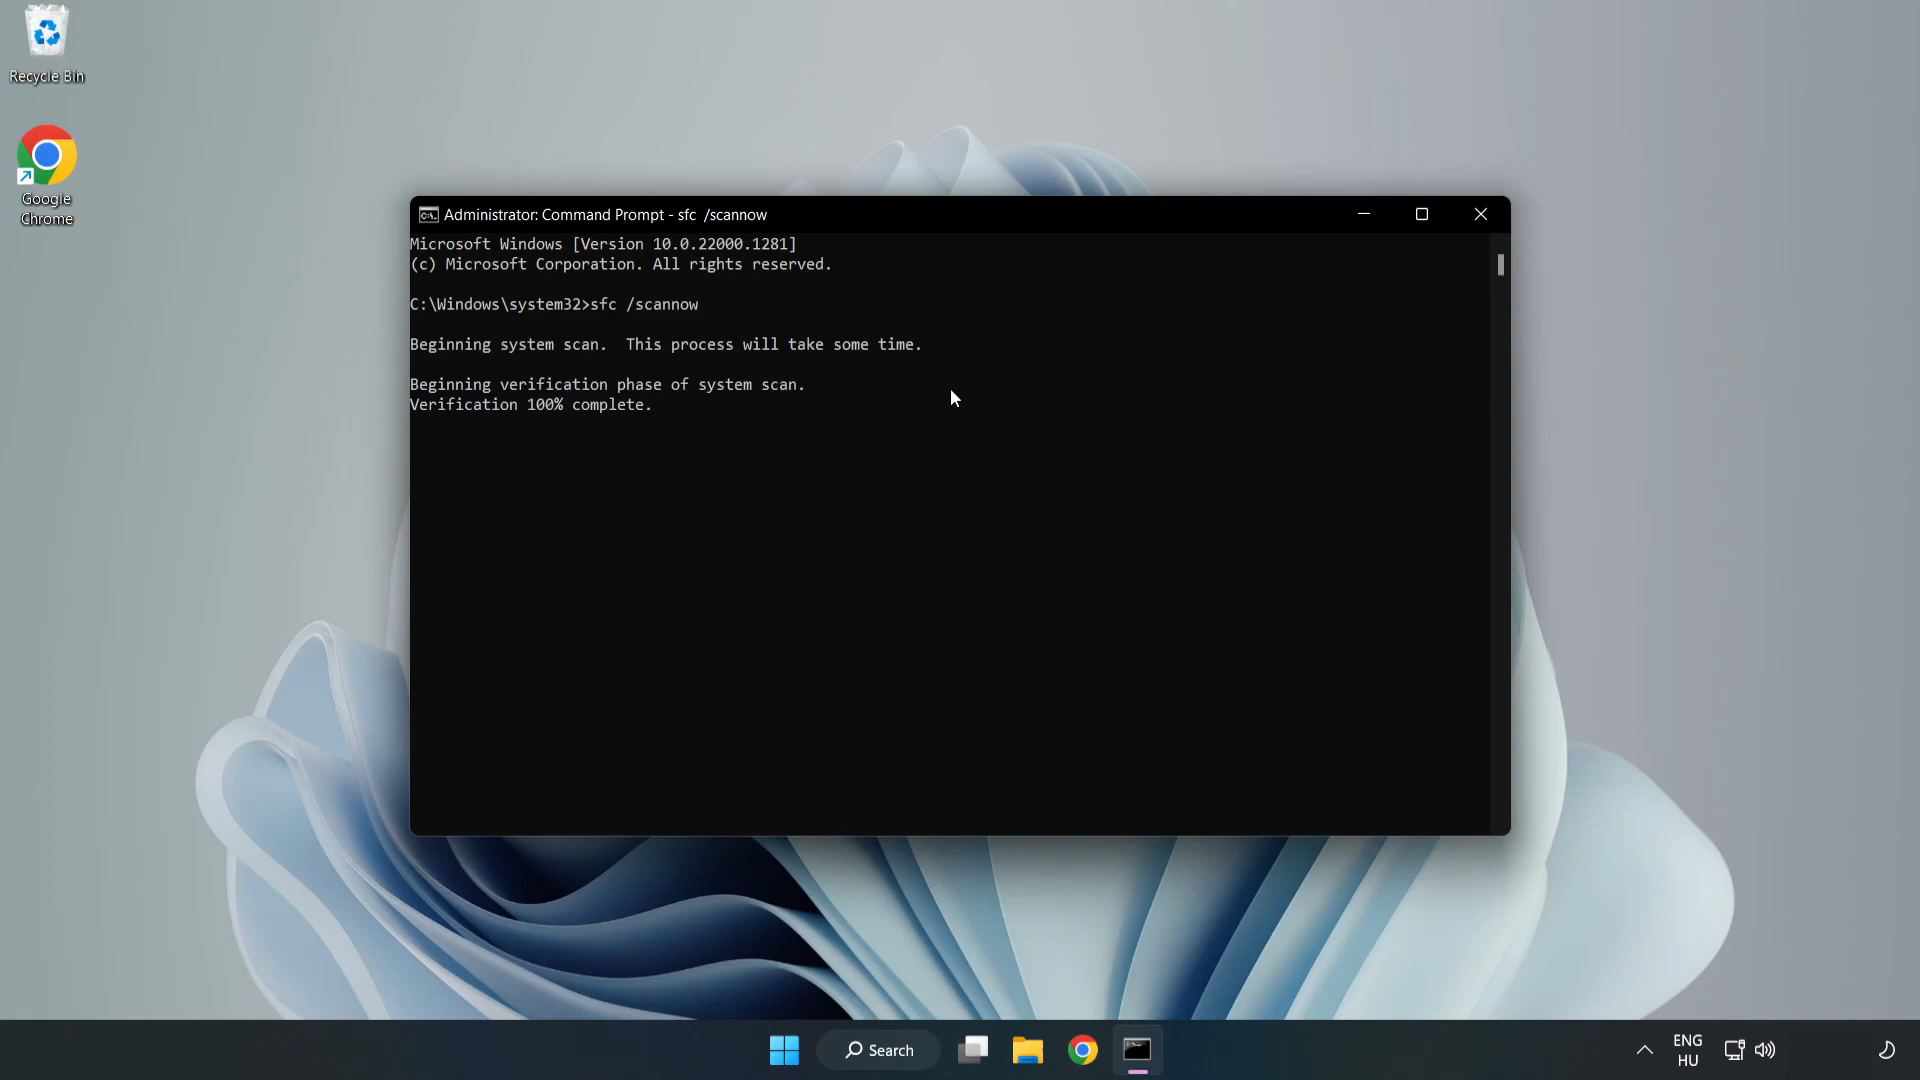 Recycle Bin
Google
Chrome
Administrator: Command Prompt - sfc  /scannow
Microsoft Windows [Version 10.0.22000.1281]
(c) Microsoft Corporation. All rights reserved.
C:\Windows\system32>sfc /scannow
Beginning system scan.  This process will take some time.
Beginning verification phase of system scan.
Verification 100% complete.
Search
ENG
HU